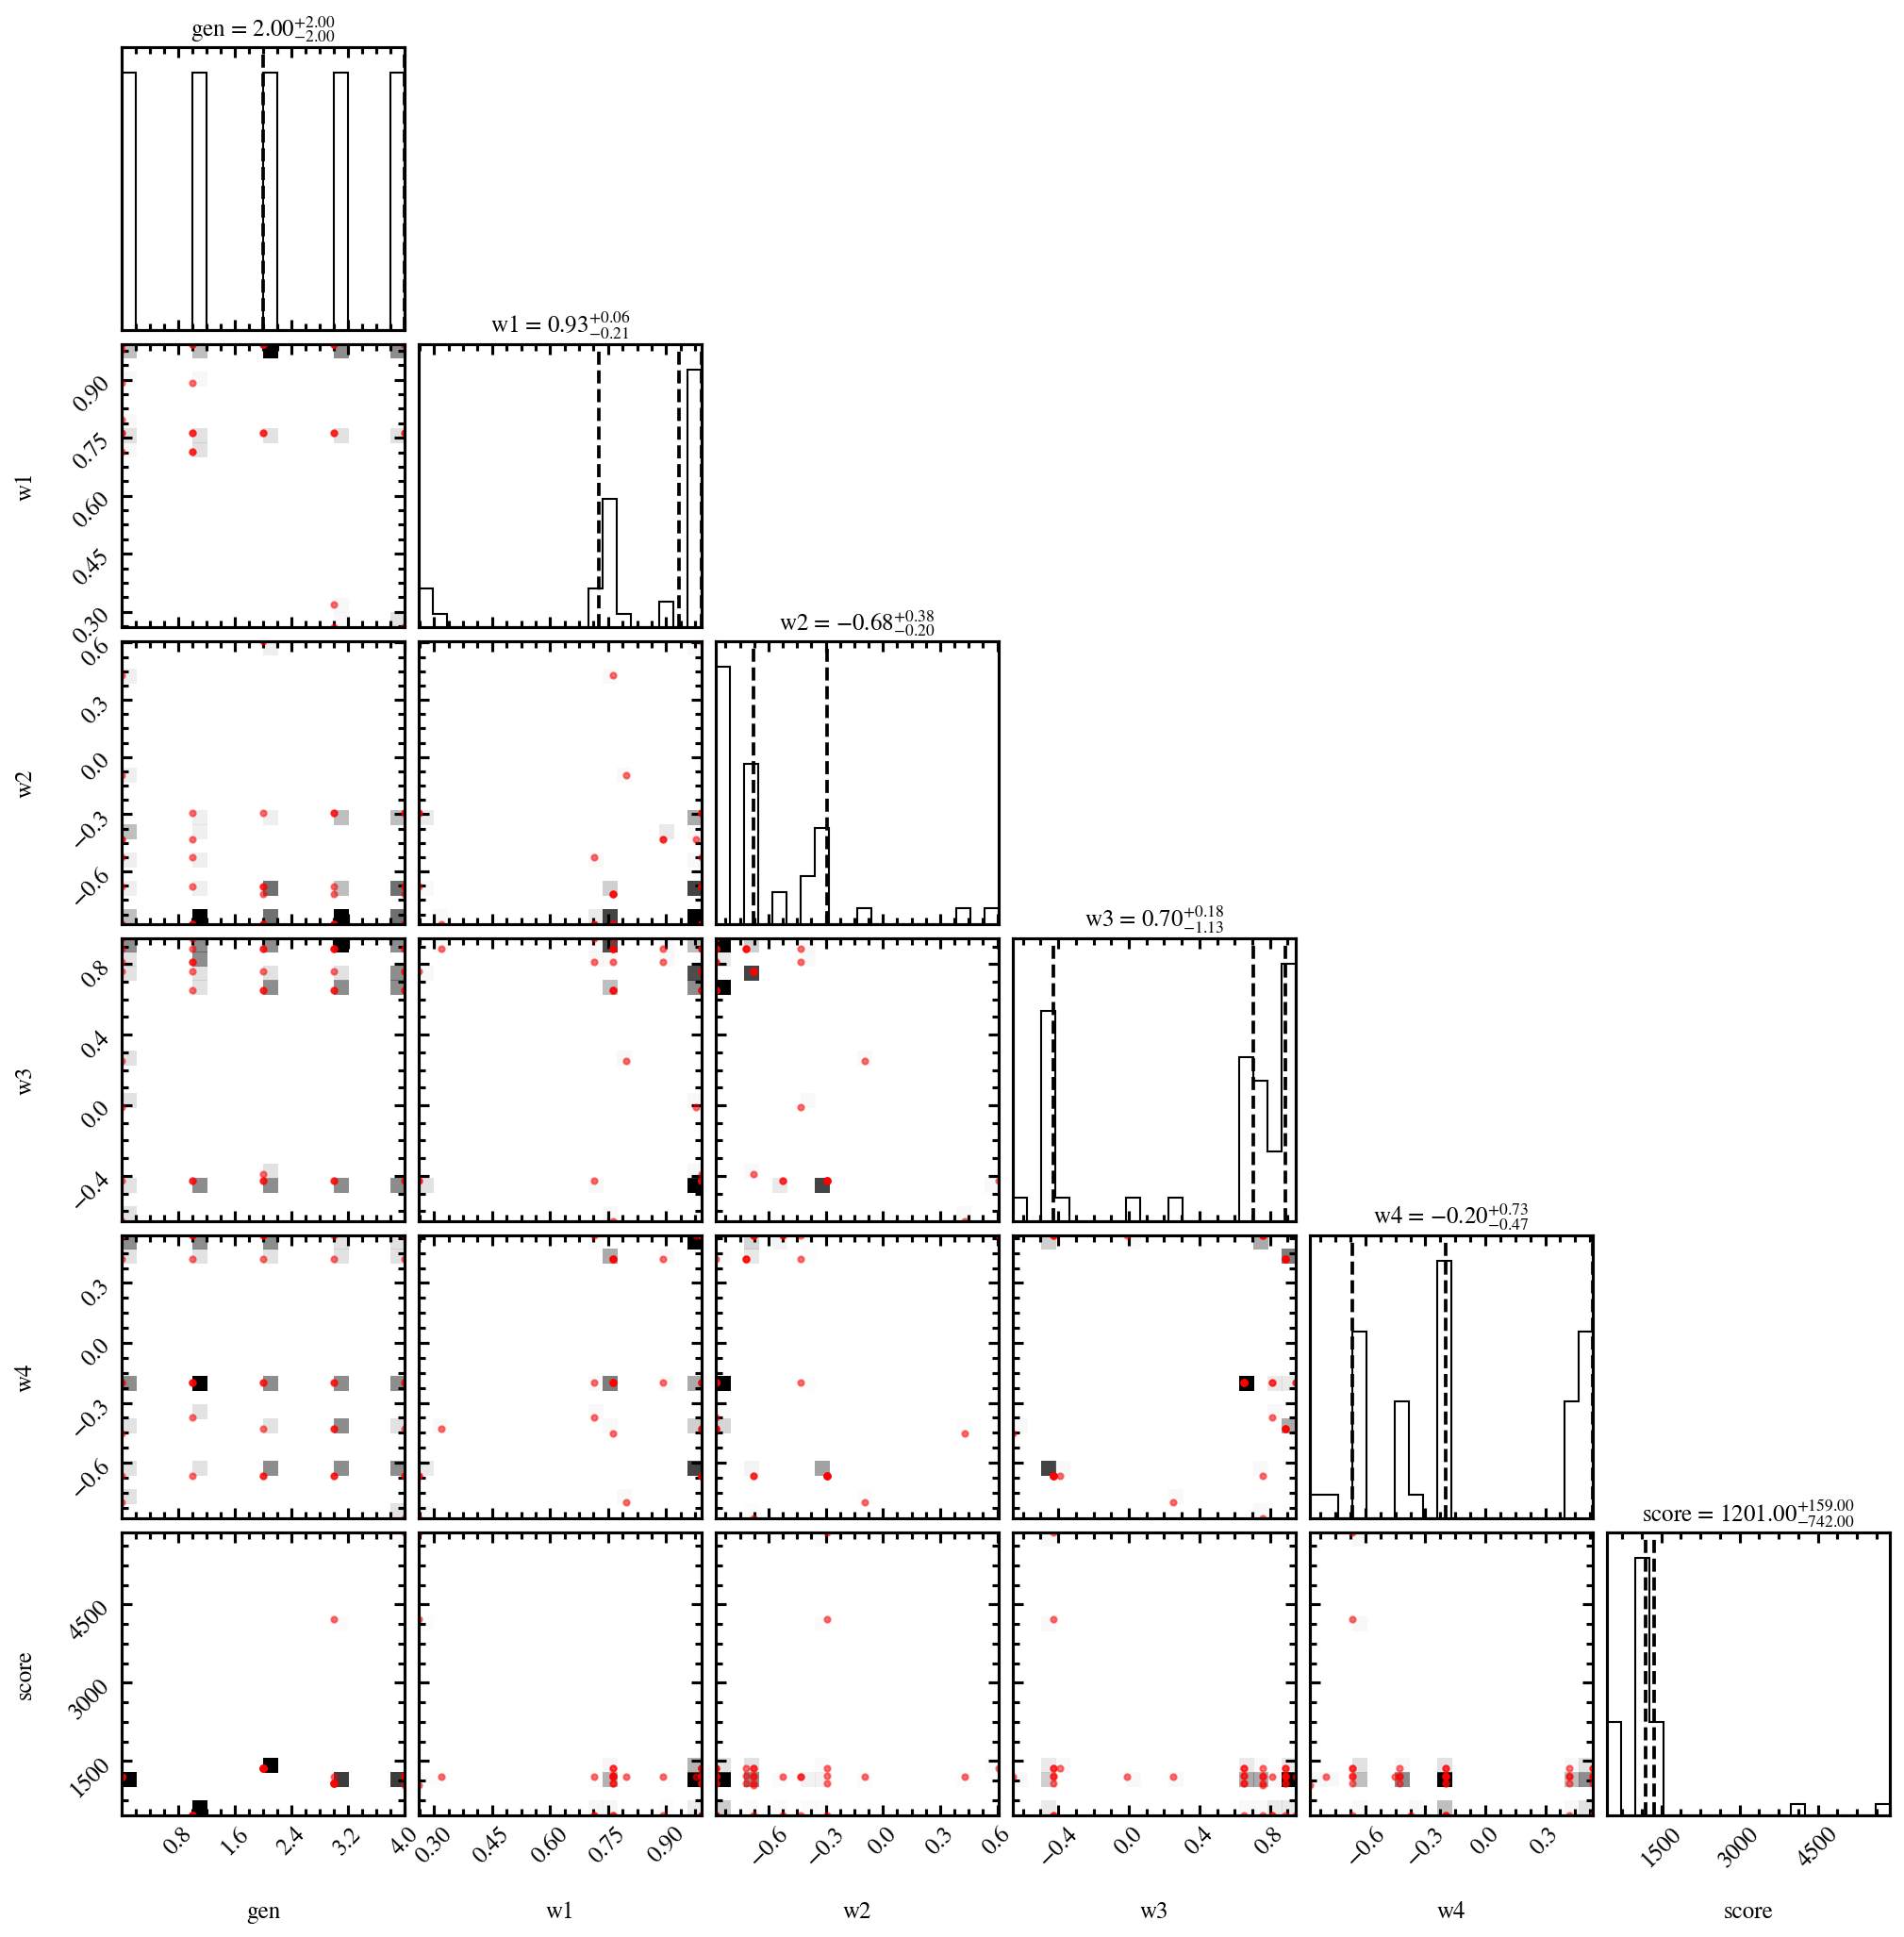 gen = 2.00+2.00 −2.00
w1 = 0.93+0.06 −0.21
w1
0.90
0.75
0.60
0.45
0.30
w2 = −0.68+0.38 −0.20
w2
0.6
0.3
0.0
−0.3
−0.6
w3 = 0.70+0.18 −1.13
w3
0.8
0.4
0.0
−0.4
w4 = −0.20+0.73 −0.47
w4
0.3
0.0
−0.3
−0.6
score = 1201.00+159.00 −742.00
score
4500
3000
1500
0.8 1.6 2.4 3.2 4.0
0.30 0.45 0.60 0.75 0.90
−0.6 −0.3 0.0 0.3 0.6
−0.4 0.0 0.4 0.8
−0.6 −0.3 0.0 0.3
1500 3000 4500
gen w1 w2 w3 w4 score